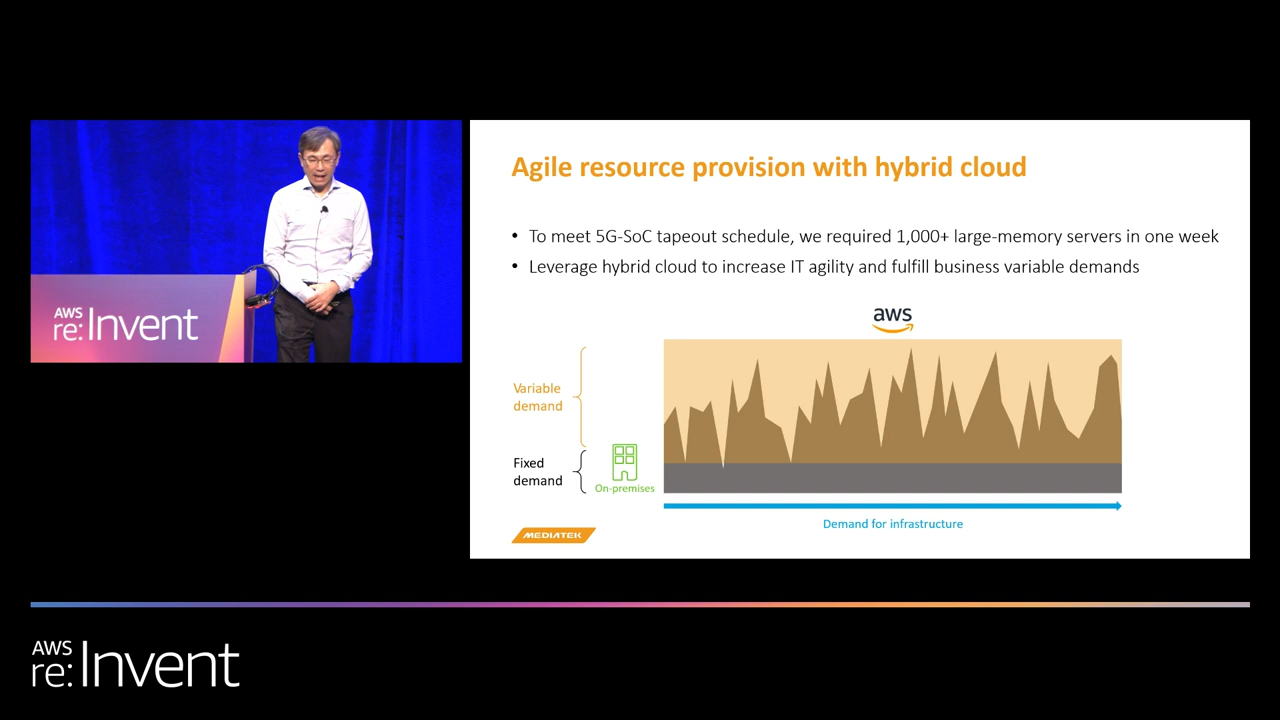 AWS
re:Invent
Agile resource provision with hybrid cloud
• To meet 5G-SoC tapeout schedule, we required 1,000+ large-memory servers in one week
• Leverage hybrid cloud to increase IT agility and fulfill business variable demands
aws
Variable
demand
Fixed
demand
On-premises
Demand for infrastructure
MEDIATEK
AWS
re:Invent